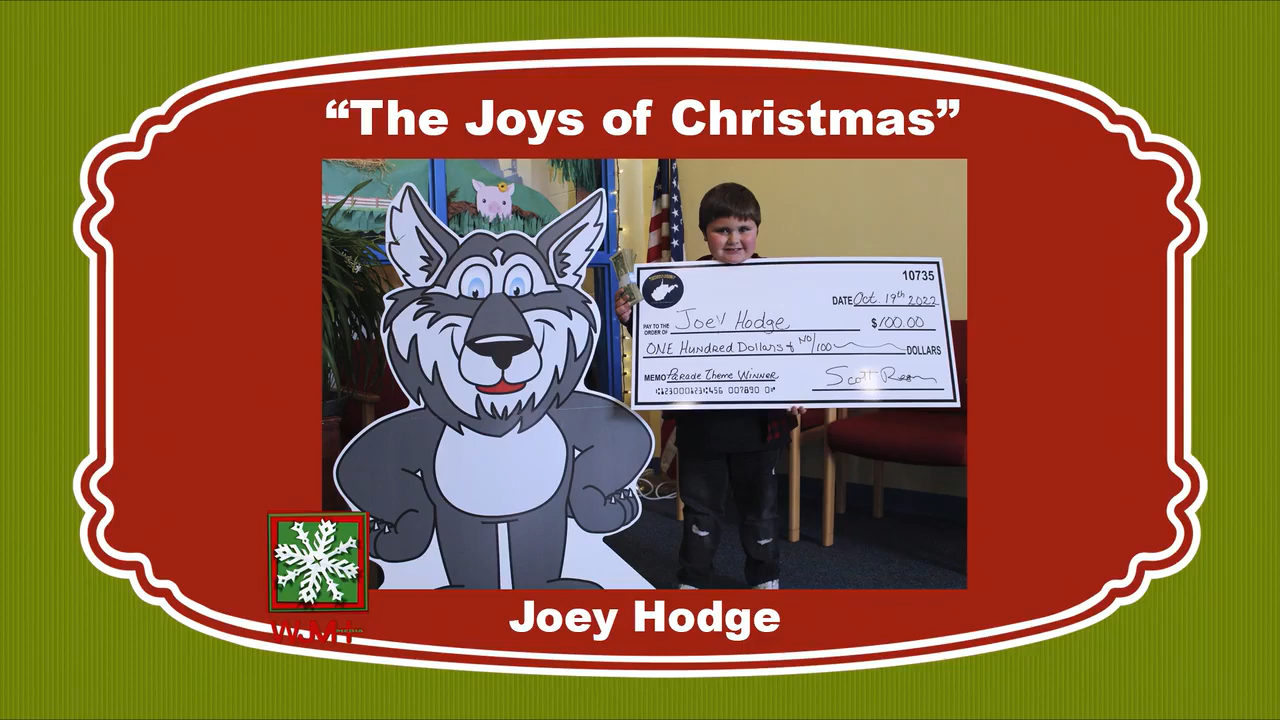 “The Joys of Christmas”
10735
DATE Oct. 19th 2022
PAY TO THE
ORDER OF Joey Hodge $100.00
ONE Hundred Dollars & NO/100 DOLLARS
MEMO Parade Theme Winner Scott
Joey Hodge